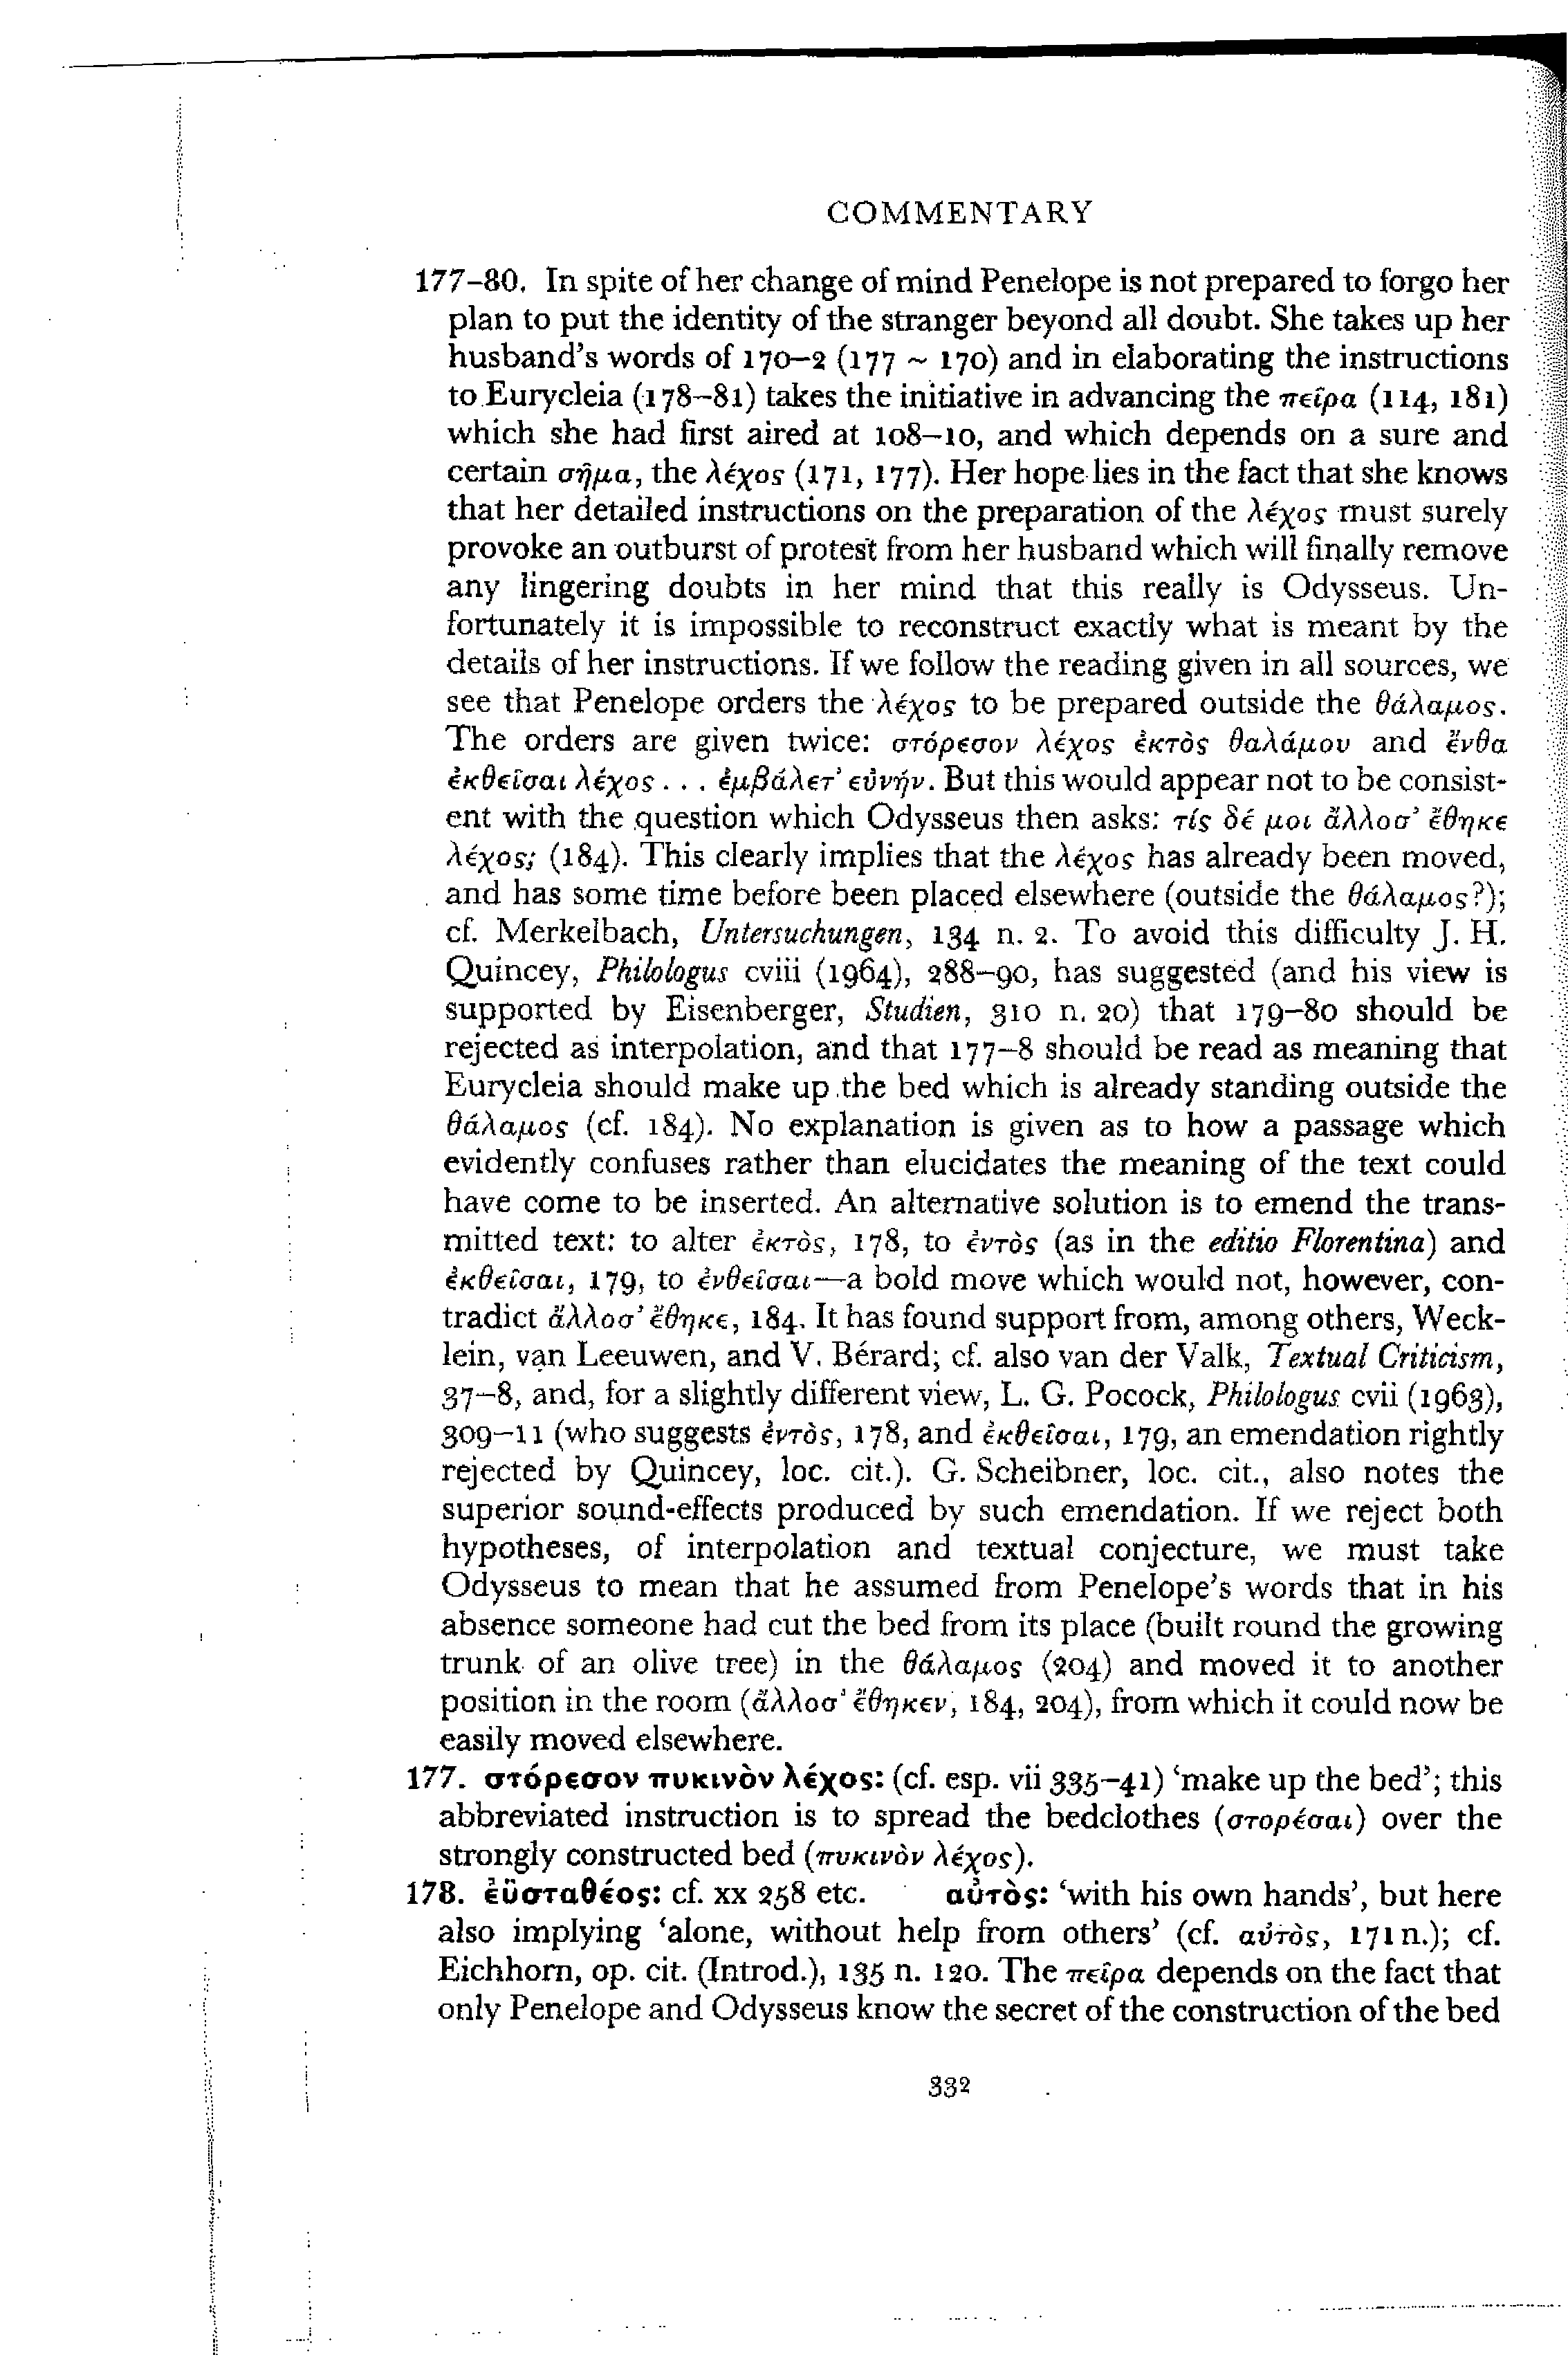 COMMENTARY
177–80. In spite of her change of mind Penelope is not prepared to forgo her
plan to put the identity of the stranger beyond all doubt. She takes up her
husband's words of 170–2 (177 ~ 170) and in elaborating the instructions
to Eurycleia (178–81) takes the initiative in advancing the πεῖρα (114, 181)
which she had first aired at 108–10, and which depends on a sure and
certain σῆμα, the λέχος (171, 177). Her hope lies in the fact that she knows
that her detailed instructions on the preparation of the λέχος must surely
provoke an outburst of protest from her husband which will finally remove
any lingering doubts in her mind that this really is Odysseus. Un-
fortunately it is impossible to reconstruct exactly what is meant by the
details of her instructions. If we follow the reading given in all sources, we
see that Penelope orders the λέχος to be prepared outside the θάλαμος.
The orders are given twice: στόρεσον λέχος ἐκτὸς θαλάμου and ἔνθα
ἐκθεῖσαι λέχος . . . ἐμβάλετ' εὐνήν. But this would appear not to be consist-
ent with the question which Odysseus then asks: τίς δέ μοι ἄλλοσ' ἔθηκε
λέχος; (184). This clearly implies that the λέχος has already been moved,
and has some time before been placed elsewhere (outside the θάλαμος?);
cf. Merkelbach, Untersuchungen, 134 n. 2. To avoid this difficulty J. H.
Quincey, Philologus cviii (1964), 288–90, has suggested (and his view is
supported by Eisenberger, Studien, 310 n. 20) that 179–80 should be
rejected as interpolation, and that 177–8 should be read as meaning that
Eurycleia should make up the bed which is already standing outside the
θάλαμος (cf. 184). No explanation is given as to how a passage which
evidently confuses rather than elucidates the meaning of the text could
have come to be inserted. An alternative solution is to emend the trans-
mitted text: to alter ἐκτὸς, 178, to ἐντὸς (as in the editio Florentina) and
ἐκθεῖσαι, 179, to ἐνθεῖσαι—a bold move which would not, however, con-
tradict ἄλλοσ' ἔθηκε, 184. It has found support from, among others, Weck-
lein, van Leeuwen, and V. Bérard; cf. also van der Valk, Textual Criticism,
37–8, and, for a slightly different view, L. G. Pocock, Philologus cvii (1963),
309–11 (who suggests ἐντὸς, 178, and ἐκθεῖσαι, 179, an emendation rightly
rejected by Quincey, loc. cit.). G. Scheibner, loc. cit., also notes the
superior sound-effects produced by such emendation. If we reject both
hypotheses, of interpolation and textual conjecture, we must take
Odysseus to mean that he assumed from Penelope's words that in his
absence someone had cut the bed from its place (built round the growing
trunk of an olive tree) in the θάλαμος (204) and moved it to another
position in the room (ἄλλοσ' ἔθηκεν, 184, 204), from which it could now be
easily moved elsewhere.
177. στόρεσον πυκινὸν λέχος: (cf. esp. vii 335–41) 'make up the bed'; this
abbreviated instruction is to spread the bedclothes (στορέσαι) over the
strongly constructed bed (πυκινὸν λέχος).
178. ἐϋσταθέος: cf. xx 258 etc. αὐτὸς: 'with his own hands', but here
also implying 'alone, without help from others' (cf. αὐτὸς, 171 n.); cf.
Eichhorn, op. cit. (Introd.), 135 n. 120. The πεῖρα depends on the fact that
only Penelope and Odysseus know the secret of the construction of the bed
332